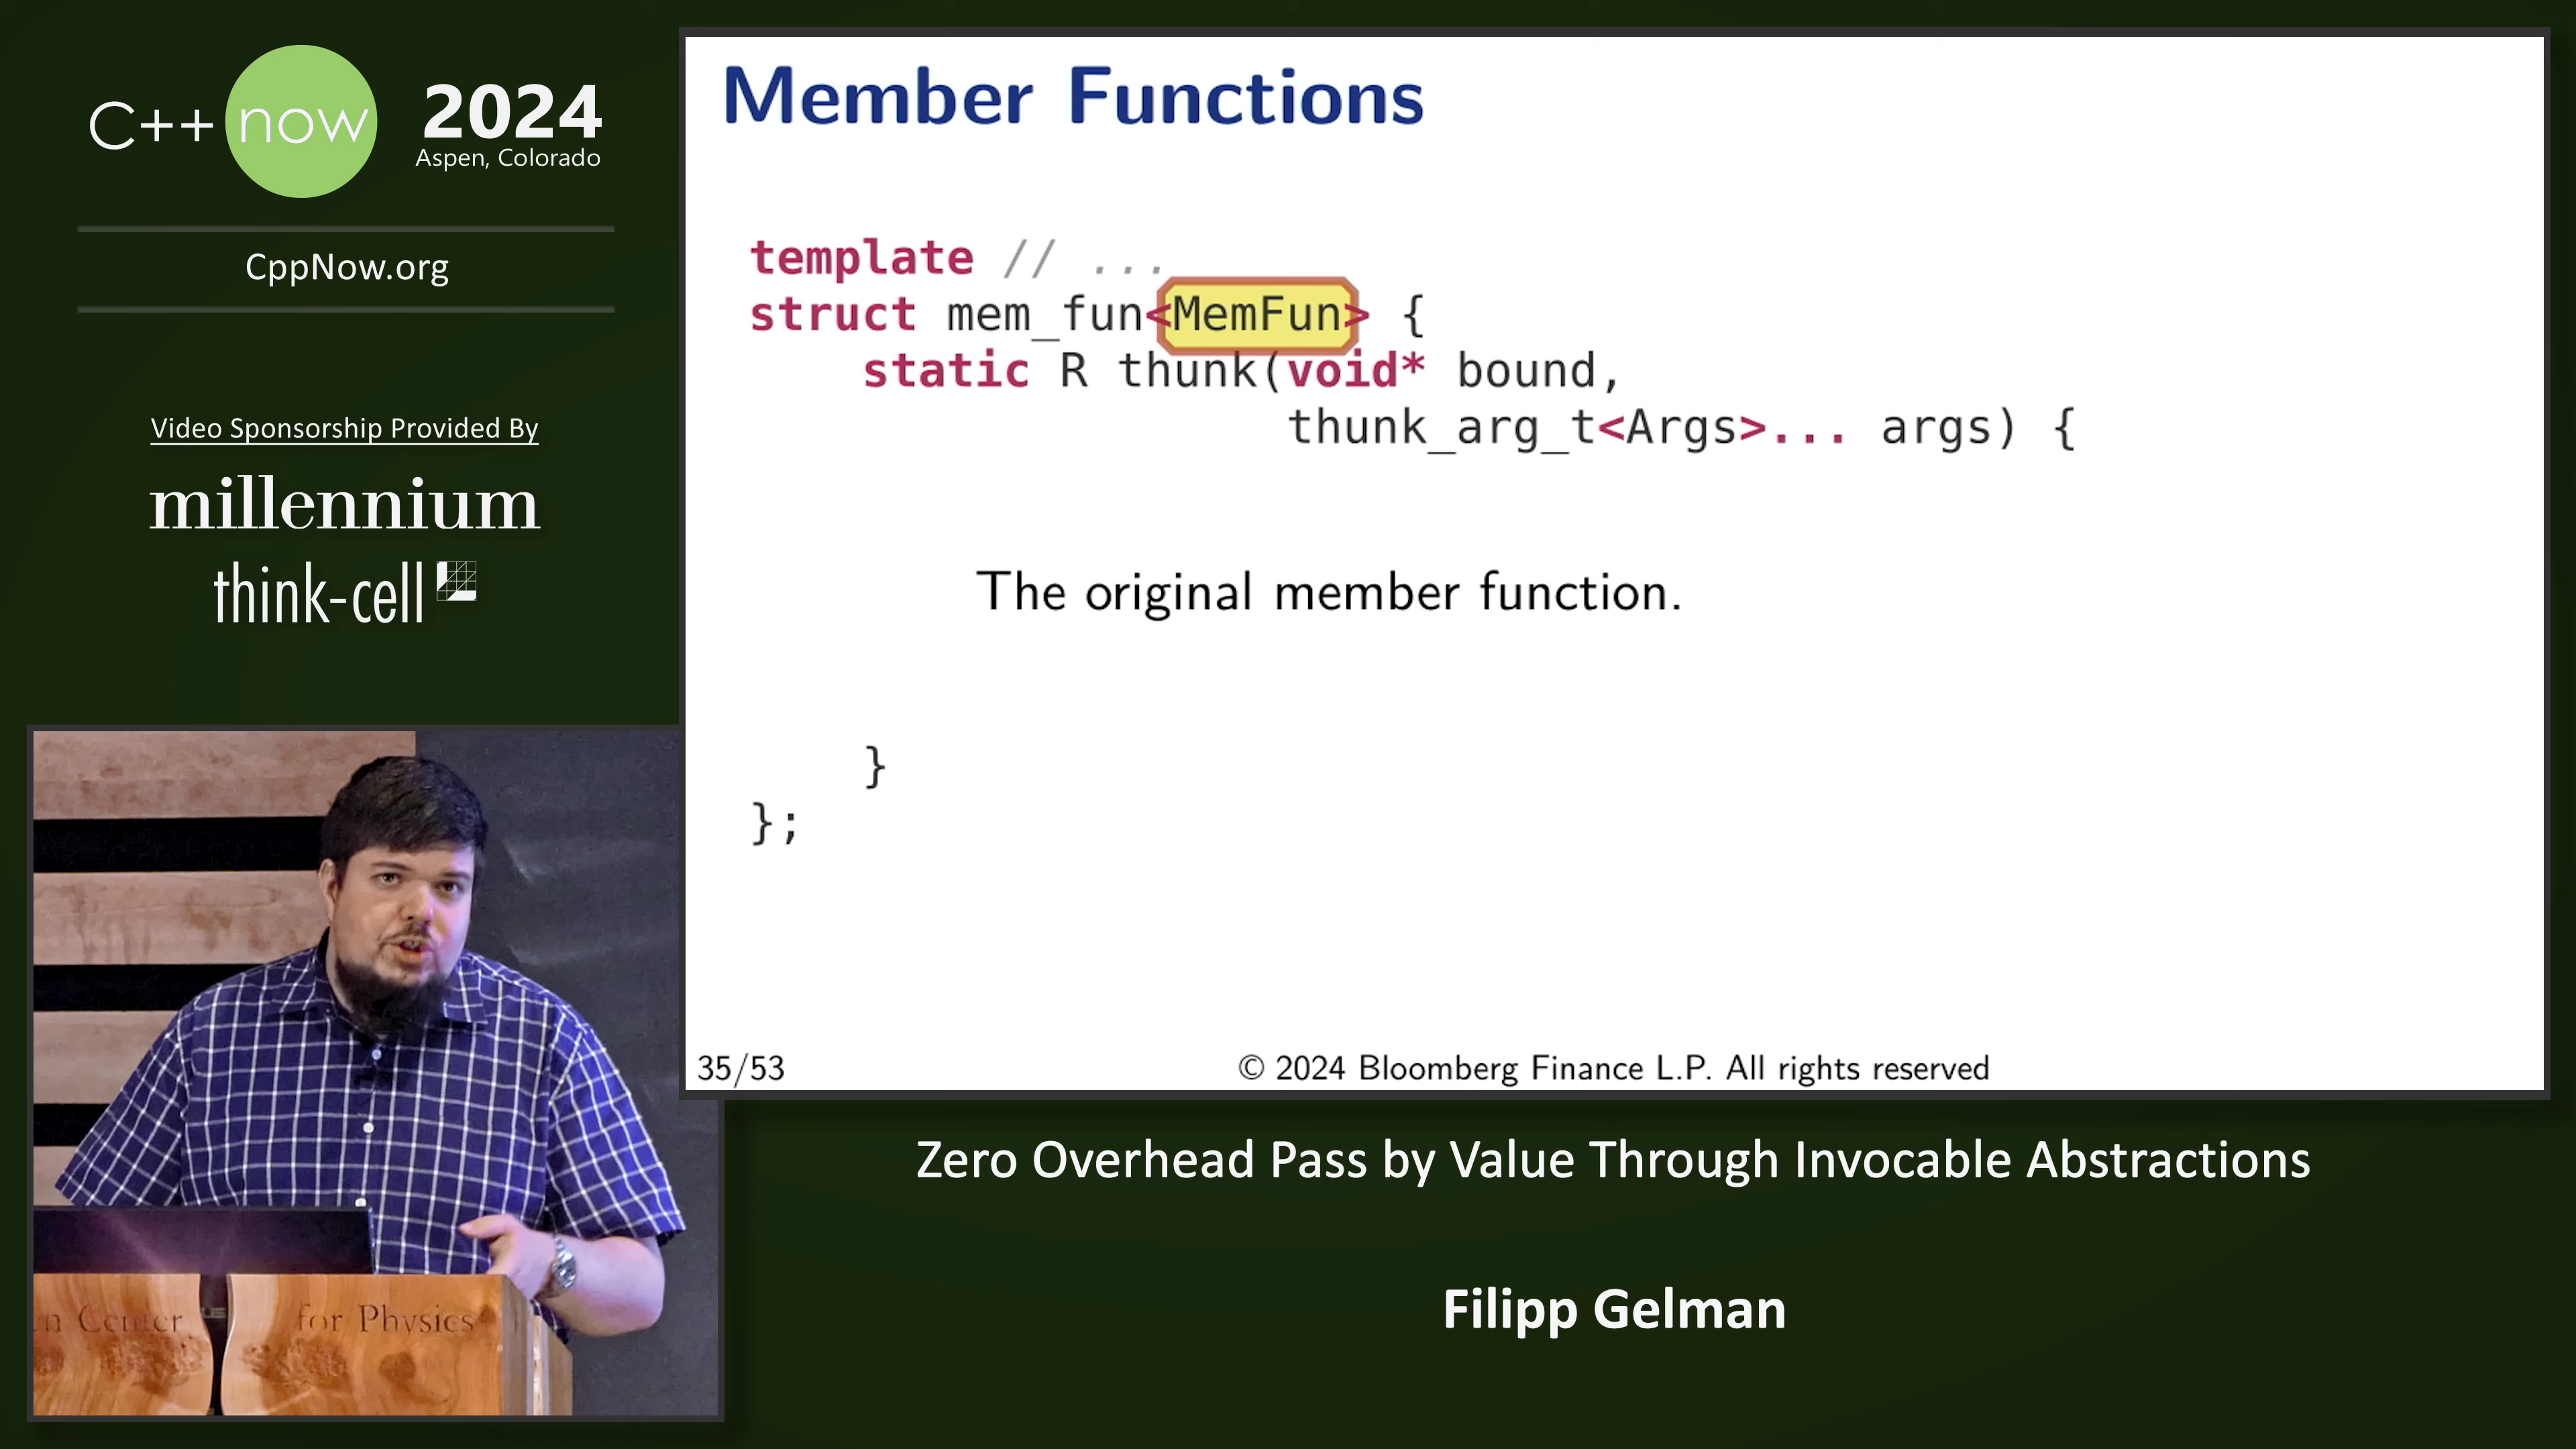 C++ now 2024
Aspen, Colorado
CppNow.org
Video Sponsorship Provided By
millennium
think-cell
Member Functions
template // ...
struct mem_fun<MemFun> {
    static R thunk(void* bound,
                   thunk_arg_t<Args>... args) {
The original member function.
    }
};
35/53
© 2024 Bloomberg Finance L.P. All rights reserved
Center for Physics
Zero Overhead Pass by Value Through Invocable Abstractions
Filipp Gelman